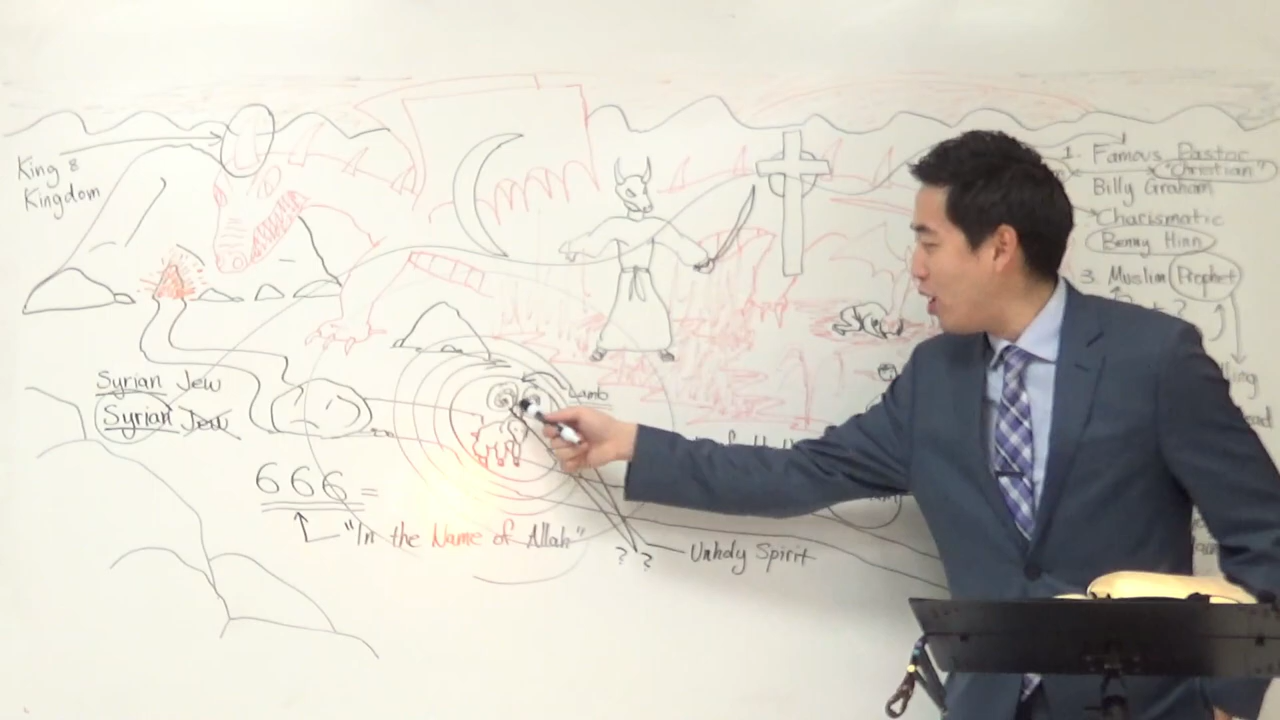 King &
Kingdom
1. Famous Pastor
"Christian"
Billy Graham
Charismatic
Benny Hinn
3. Muslim Prophet
?
Syrian Jew
Syrian Jew
Lamb
666 =
"In the Name of Allah"
? ?
Unholy Spirit